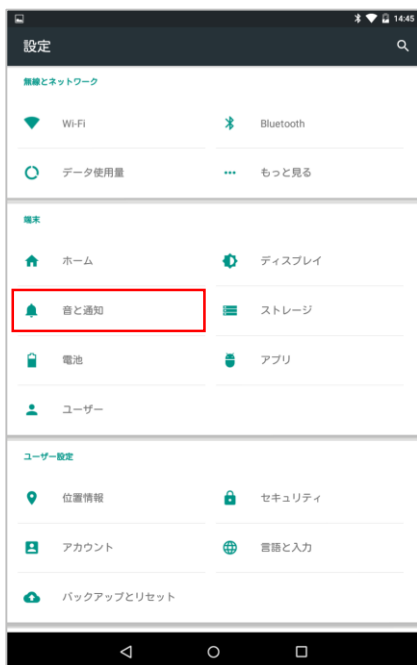 14:45
設定
無線とネットワーク
Wi-Fi
Bluetooth
データ使用量
もっと見る
端末
ホーム
ディスプレイ
音と通知
ストレージ
電池
アプリ
ユーザー
ユーザー設定
位置情報
セキュリティ
アカウント
言語と入力
バックアップとリセット